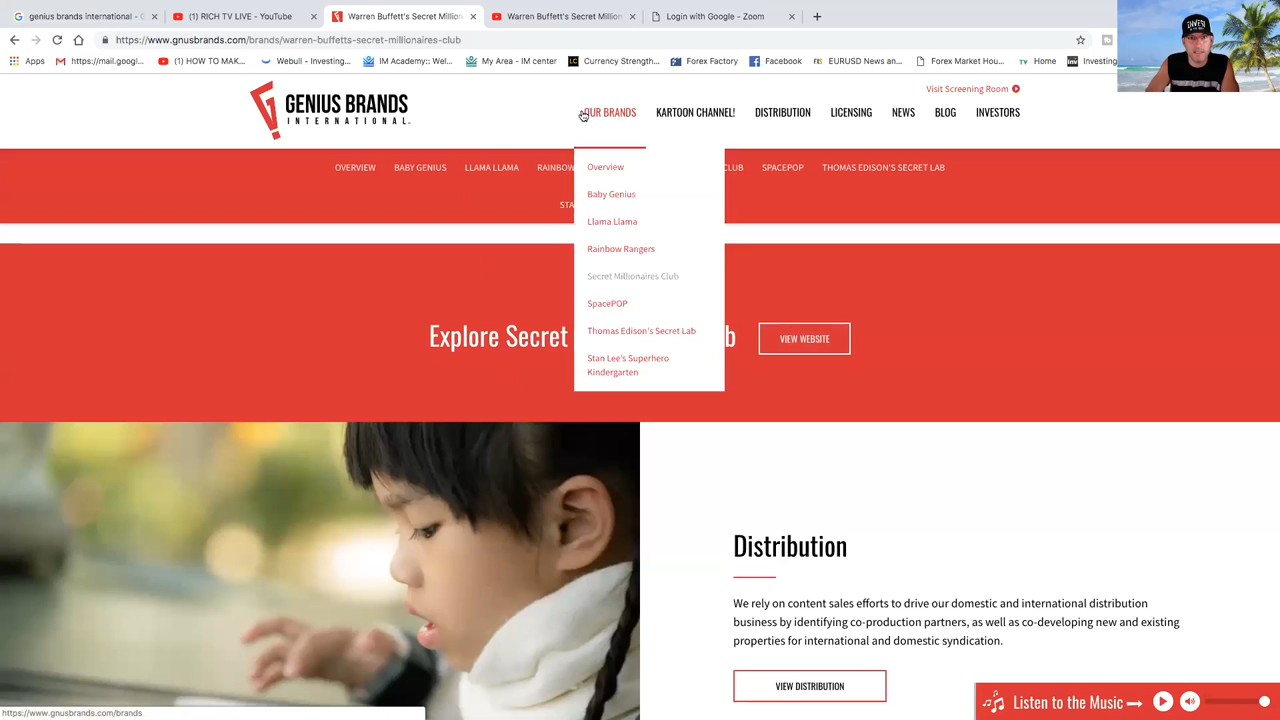 genius brands international - G
(1) RICH TV LIVE - YouTube
Warren Buffett's Secret Million
Warren Buffett's Secret Million
Login with Google - Zoom
https://www.gnusbrands.com/brands/warren-buffetts-secret-millionaires-club
Apps
https://mail.googl...
(1) HOW TO MAK...
Webull - Investing...
IM Academy:: Wel...
My Area - IM center
Currency Strength...
Forex Factory
Facebook
EURUSD News an...
Forex Market Hou...
Home
Investing
INVEST
Visit Screening Room
GENIUS BRANDS
INTERNATIONAL
OUR BRANDS
KARTOON CHANNEL!
DISTRIBUTION
LICENSING
NEWS
BLOG
INVESTORS
OVERVIEW
BABY GENIUS
LLAMA LLAMA
RAINBOW
CLUB
SPACEPOP
THOMAS EDISON'S SECRET LAB
STA
Overview
Baby Genius
Llama Llama
Rainbow Rangers
Secret Millionaires Club
SpacePOP
Thomas Edison's Secret Lab
Stan Lee's Superhero
Kindergarten
Explore Secret
b
VIEW WEBSITE
Distribution
We rely on content sales efforts to drive our domestic and international distribution
business by identifying co-production partners, as well as co-developing new and existing
properties for international and domestic syndication.
VIEW DISTRIBUTION
Listen to the Music
https://www.gnusbrands.com/brands